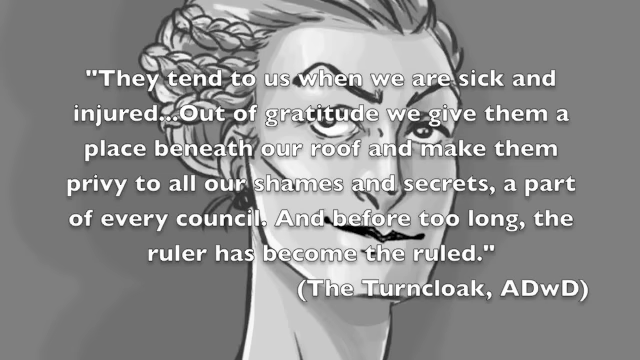 "They tend to us when we are sick and
injured...Out of gratitude we give them a
place beneath our roof and make them
privy to all our shames and secrets, a part
of every council. And before too long, the
ruler has become the ruled."
(The Turncloak, ADwD)